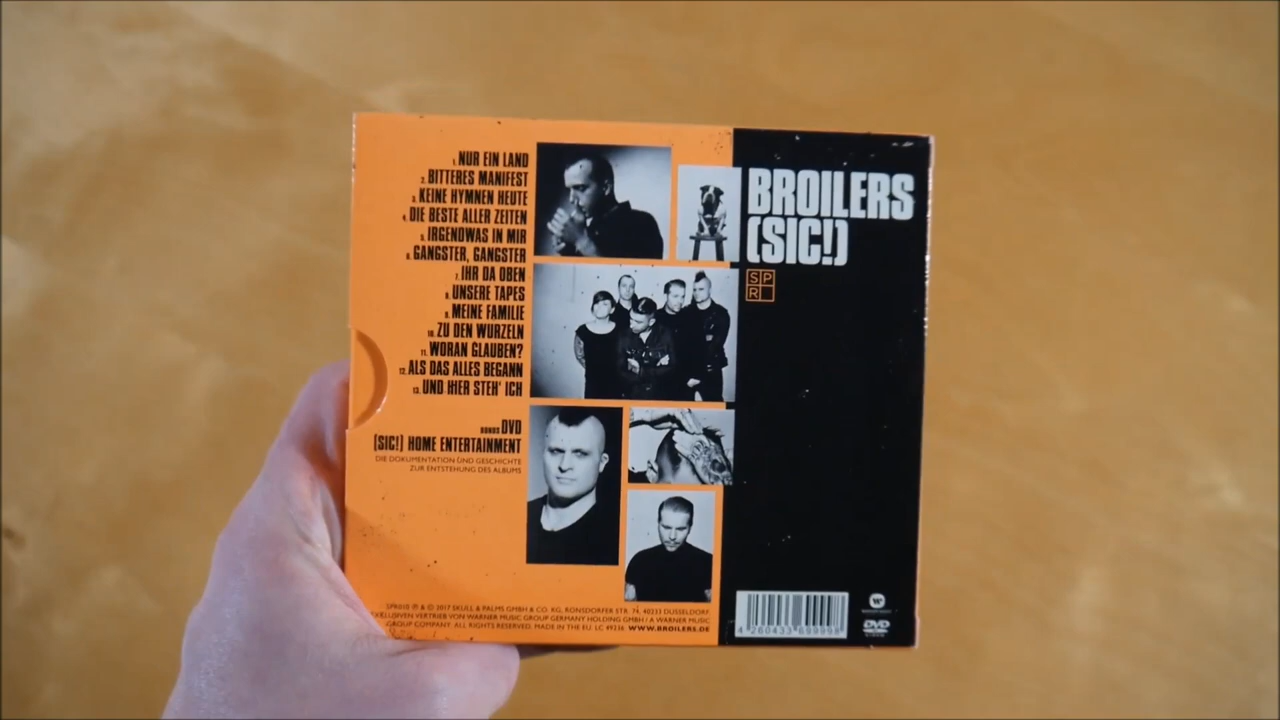 1. NUR EIN LAND
2. BITTERES MANIFEST
3. KEINE HYMNEN HEUTE
4. DIE BESTE ALLER ZEITEN
5. IRGENDWAS IN MIR
6. GANGSTER, GANGSTER
7. IHR DA OBEN
8. UNSERE TAPES
9. MEINE FAMILIE
10. ZU DEN WURZELN
11. WORAN GLAUBEN?
12. ALS DAS ALLES BEGANN
13. UND HIER STEH' ICH
BONUS DVD
(SIC!) HOME ENTERTAINMENT
DIE DOKUMENTATION UND GESCHICHTE
ZUR ENTSTEHUNG DES ALBUMS
BROILERS
(SIC!)
SP
R
SPR010 ℗ & © 2017 SKULL & PALMS GMBH & CO. KG, RONSDORFER STR. 74, 40233 DÜSSELDORF,
EXKLUSIVEN VERTRIEB VON WARNER MUSIC GROUP GERMANY HOLDING GMBH / A WARNER MUSIC
GROUP COMPANY. ALL RIGHTS RESERVED. MADE IN THE EU. LC 49236. WWW.BROILERS.DE
DVD
VIDEO